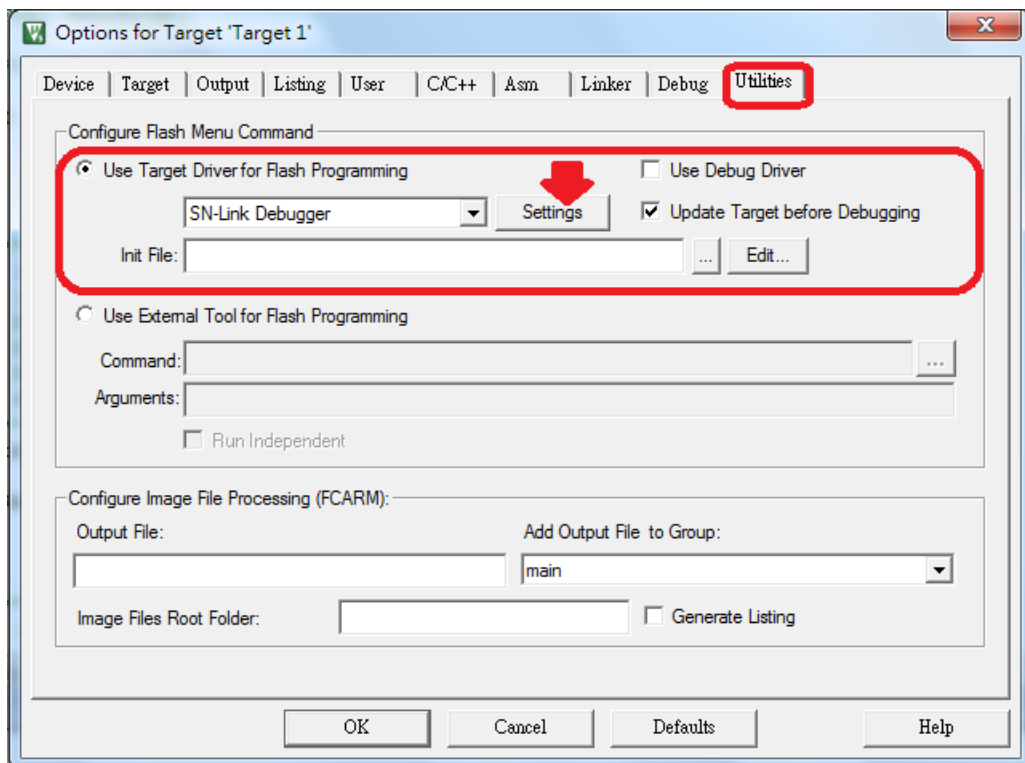 Options for Target 'Target 1'
Device Target Output Listing User C/C++ Asm Linker Debug Utilities
Configure Flash Menu Command
Use Target Driver for Flash Programming Use Debug Driver
SN-Link Debugger Settings Update Target before Debugging
Init File: ... Edit...
Use External Tool for Flash Programming
Command: ...
Arguments:
Run Independent
Configure Image File Processing (FCARM):
Output File: Add Output File to Group:
main
Image Files Root Folder: Generate Listing
OK Cancel Defaults Help